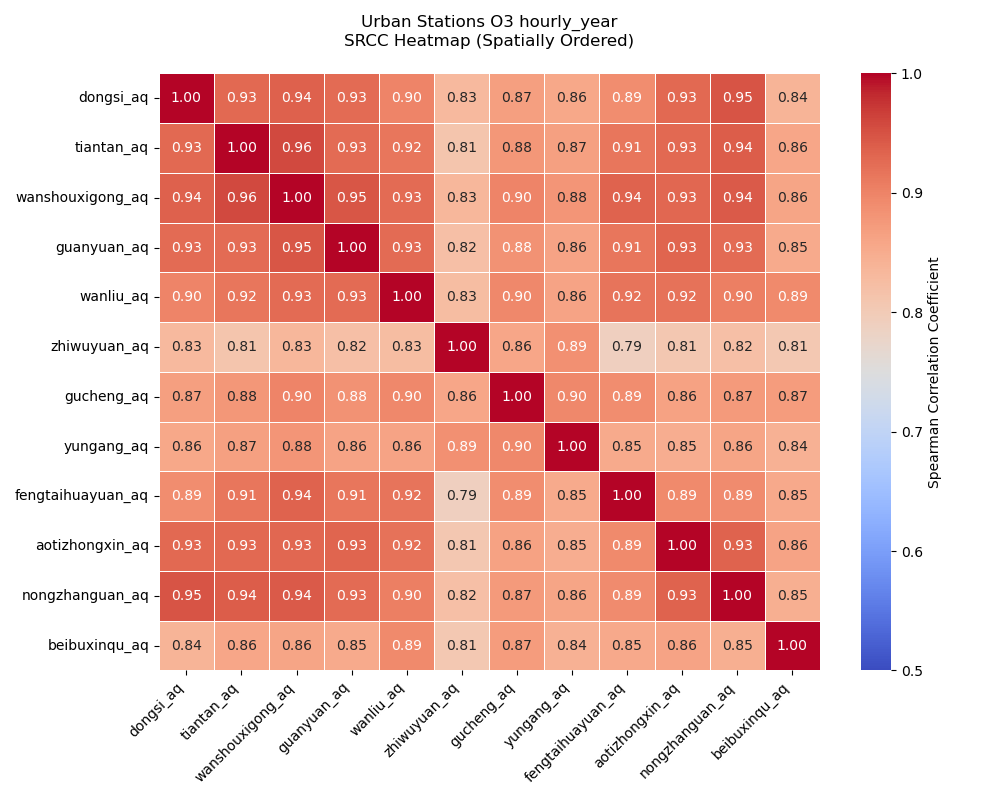 Urban Stations O3 hourly_year
SRCC Heatmap (Spatially Ordered)
dongsi_aq 1.00 0.93 0.94 0.93 0.90 0.83 0.87 0.86 0.89 0.93 0.95 0.84
tiantan_aq 0.93 1.00 0.96 0.93 0.92 0.81 0.88 0.87 0.91 0.93 0.94 0.86
wanshouxigong_aq 0.94 0.96 1.00 0.95 0.93 0.83 0.90 0.88 0.94 0.93 0.94 0.86
guanyuan_aq 0.93 0.93 0.95 1.00 0.93 0.82 0.88 0.86 0.91 0.93 0.93 0.85
wanliu_aq 0.90 0.92 0.93 0.93 1.00 0.83 0.90 0.86 0.92 0.92 0.90 0.89
zhiwuyuan_aq 0.83 0.81 0.83 0.82 0.83 1.00 0.86 0.89 0.79 0.81 0.82 0.81
gucheng_aq 0.87 0.88 0.90 0.88 0.90 0.86 1.00 0.90 0.89 0.86 0.87 0.87
yungang_aq 0.86 0.87 0.88 0.86 0.86 0.89 0.90 1.00 0.85 0.85 0.86 0.84
fengtaihuayuan_aq 0.89 0.91 0.94 0.91 0.92 0.79 0.89 0.85 1.00 0.89 0.89 0.85
aotizhongxin_aq 0.93 0.93 0.93 0.93 0.92 0.81 0.86 0.85 0.89 1.00 0.93 0.86
nongzhanguan_aq 0.95 0.94 0.94 0.93 0.90 0.82 0.87 0.86 0.89 0.93 1.00 0.85
beibuxinqu_aq 0.84 0.86 0.86 0.85 0.89 0.81 0.87 0.84 0.85 0.86 0.85 1.00
dongsi_aq tiantan_aq wanshouxigong_aq guanyuan_aq wanliu_aq zhiwuyuan_aq gucheng_aq yungang_aq fengtaihuayuan_aq aotizhongxin_aq nongzhanguan_aq beibuxinqu_aq
1.0
0.9
0.8
0.7
0.6
0.5
Spearman Correlation Coefficient